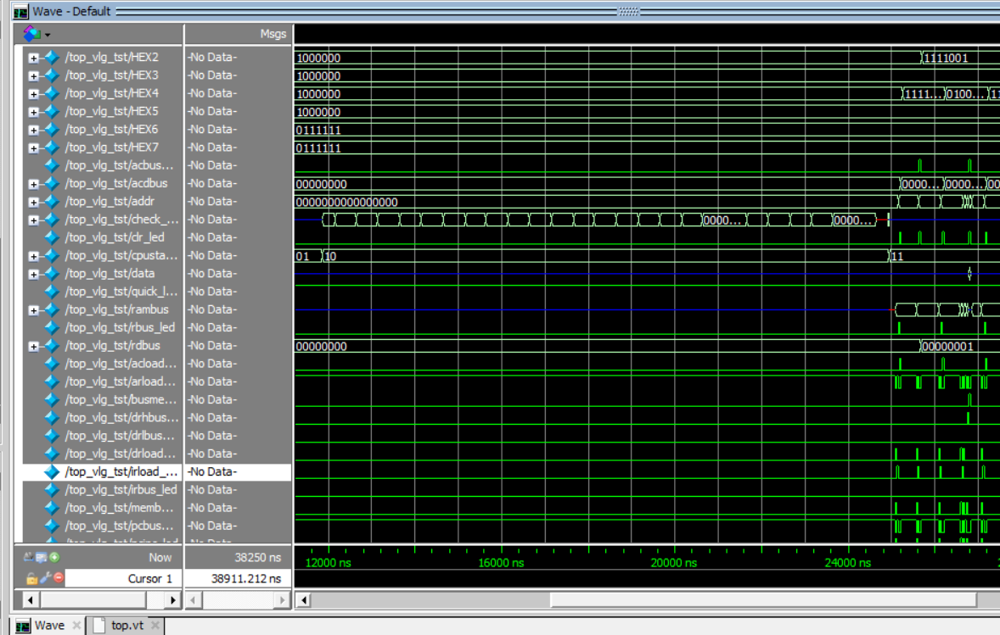 Wave - Default
Msgs
/top_vlg_tst/HEX2 -No Data- 1000000 1111001
/top_vlg_tst/HEX3 -No Data- 1000000
/top_vlg_tst/HEX4 -No Data- 1000000 1111... 0100... 11
/top_vlg_tst/HEX5 -No Data- 1000000
/top_vlg_tst/HEX6 -No Data- 0111111
/top_vlg_tst/HEX7 -No Data- 0111111
/top_vlg_tst/acbus... -No Data-
/top_vlg_tst/acdbus -No Data- 00000000 0000... 0000... 00
/top_vlg_tst/addr -No Data- 0000000000000000
/top_vlg_tst/check_... -No Data- 0000... 0000...
/top_vlg_tst/clr_led -No Data-
/top_vlg_tst/cpusta... -No Data- 01 10 11
/top_vlg_tst/data -No Data-
/top_vlg_tst/quick_l... -No Data-
/top_vlg_tst/rambus -No Data-
/top_vlg_tst/rbus_led -No Data-
/top_vlg_tst/rdbus -No Data- 00000000 00000001
/top_vlg_tst/acload... -No Data-
/top_vlg_tst/arload... -No Data-
/top_vlg_tst/busme... -No Data-
/top_vlg_tst/drhbus... -No Data-
/top_vlg_tst/drlbus... -No Data-
/top_vlg_tst/drload... -No Data-
/top_vlg_tst/irload_... -No Data-
/top_vlg_tst/irbus_led -No Data-
/top_vlg_tst/memb... -No Data-
/top_vlg_tst/pcbus... -No Data-
Now 38250 ns 12000 ns 16000 ns 20000 ns 24000 ns
Cursor 1 38911.212 ns
Wave top.vt